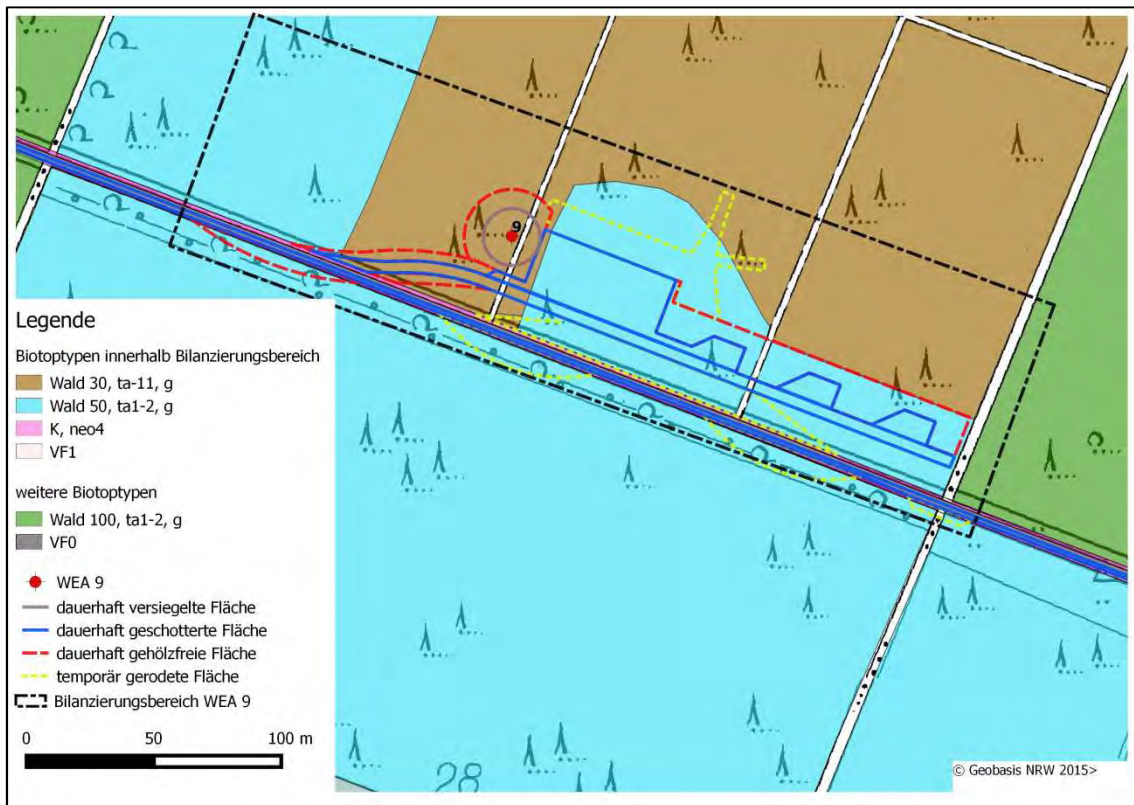 9
Legende
Biotoptypen innerhalb Bilanzierungsbereich
Wald 30, ta-11, g
Wald 50, ta1-2, g
K, neo4
VF1
weitere Biotoptypen
Wald 100, ta1-2, g
VF0
WEA 9
dauerhaft versiegelte Fläche
dauerhaft geschotterte Fläche
dauerhaft gehölzfreie Fläche
temporär gerodete Fläche
Bilanzierungsbereich WEA 9
0 50 100 m
28
© Geobasis NRW 2015>